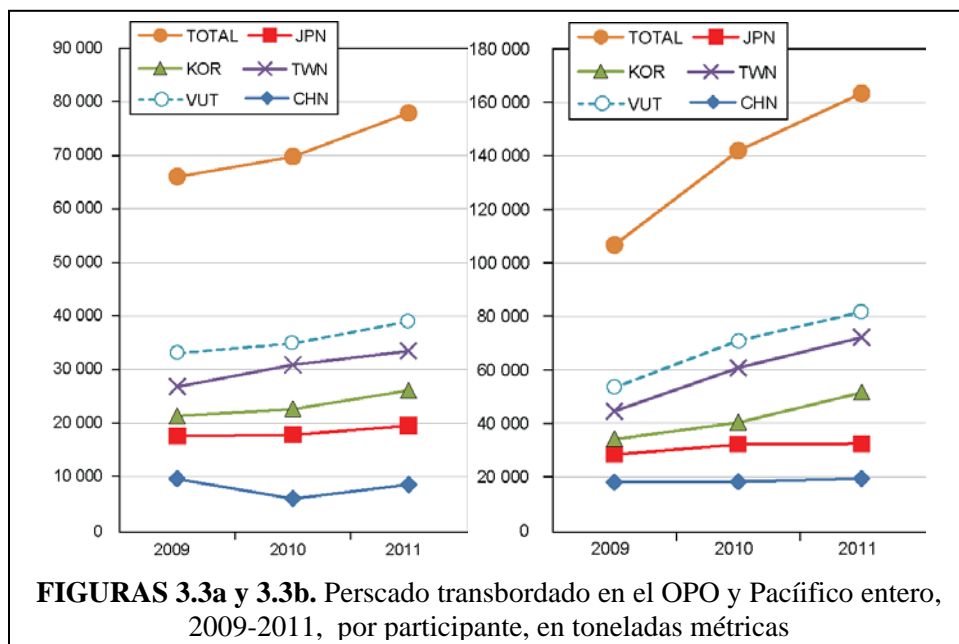 TOTAL JPN
KOR TWN
VUT CHN
90 000
80 000
70 000
60 000
50 000
40 000
30 000
20 000
10 000
0
2009 2010 2011
TOTAL JPN
KOR TWN
VUT CHN
180 000
160 000
140 000
120 000
100 000
80 000
60 000
40 000
20 000
0
2009 2010 2011
FIGURAS 3.3a y 3.3b. Perscado transbordado en el OPO y Pacíifico entero,
2009-2011, por participante, en toneladas métricas